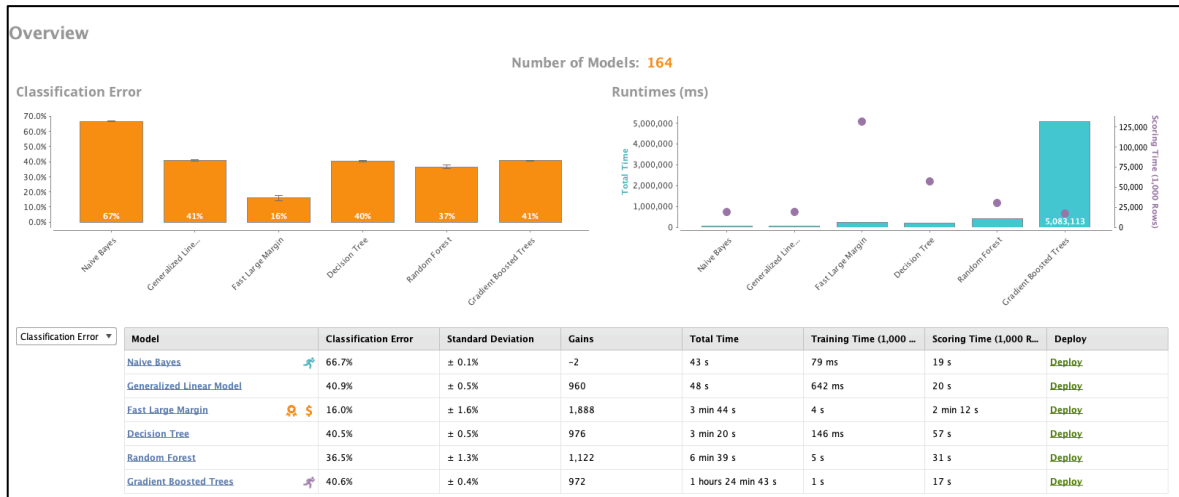 Overview
Number of Models: 164
Classification Error
70.0%
60.0%
50.0%
40.0%
30.0%
20.0%
10.0%
0.0%
67%
41%
16%
40%
37%
41%
Naive Bayes
Generalized Line...
Fast Large Margin
Decision Tree
Random Forest
Gradient Boosted Trees
Runtimes (ms)
Total Time
5,000,000
4,000,000
3,000,000
2,000,000
1,000,000
0
5,083,113
125,000
100,000
75,000
50,000
25,000
0
Scoring Time (1,000 Rows)
Naive Bayes
Generalized Line...
Fast Large Margin
Decision Tree
Random Forest
Gradient Boosted Trees
Classification Error
Model Classification Error Standard Deviation Gains Total Time Training Time (1,000 ... Scoring Time (1,000 R... Deploy
Naive Bayes 66.7% ± 0.1% -2 43 s 79 ms 19 s Deploy
Generalized Linear Model 40.9% ± 0.5% 960 48 s 642 ms 20 s Deploy
Fast Large Margin $ 16.0% ± 1.6% 1,888 3 min 44 s 4 s 2 min 12 s Deploy
Decision Tree 40.5% ± 0.5% 976 3 min 20 s 146 ms 57 s Deploy
Random Forest 36.5% ± 1.3% 1,122 6 min 39 s 5 s 31 s Deploy
Gradient Boosted Trees 40.6% ± 0.4% 972 1 hours 24 min 43 s 1 s 17 s Deploy